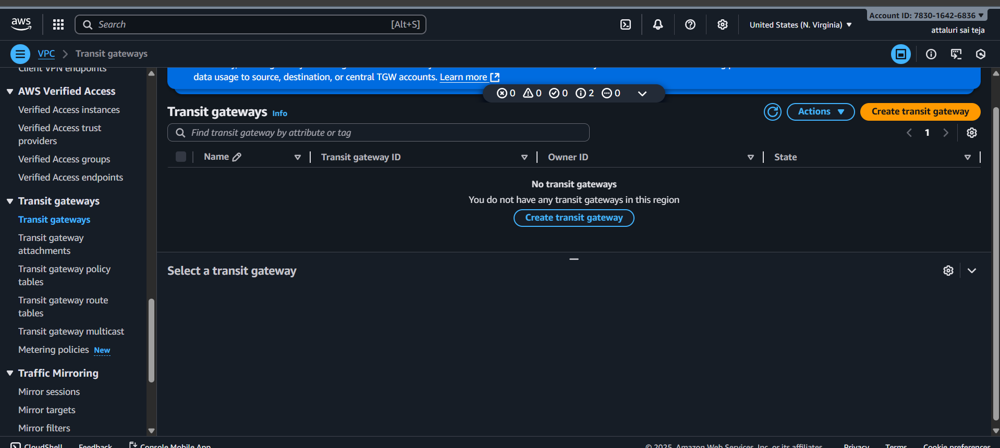 aws
Search [Alt+S]
United States (N. Virginia)
Account ID: 7830-1642-6836
attaluri sai teja
VPC
Transit gateways
Client VPN endpoints
AWS Verified Access
Verified Access instances
Verified Access trust
providers
Verified Access groups
Verified Access endpoints
Transit gateways
Transit gateways
Transit gateway
attachments
Transit gateway policy
tables
Transit gateway route
tables
Transit gateway multicast
Metering policies New
Traffic Mirroring
Mirror sessions
Mirror targets
Mirror filters
data usage to source, destination, or central TGW accounts. Learn more
0 0 0 2 0
Transit gateways Info
Actions
Create transit gateway
Find transit gateway by attribute or tag
1
Name Transit gateway ID Owner ID State
No transit gateways
You do not have any transit gateways in this region
Create transit gateway
Select a transit gateway
CloudShell Feedback Console Mobile App
© 2025, Amazon Web Services, Inc. or its affiliates. Privacy Terms Cookie preferences